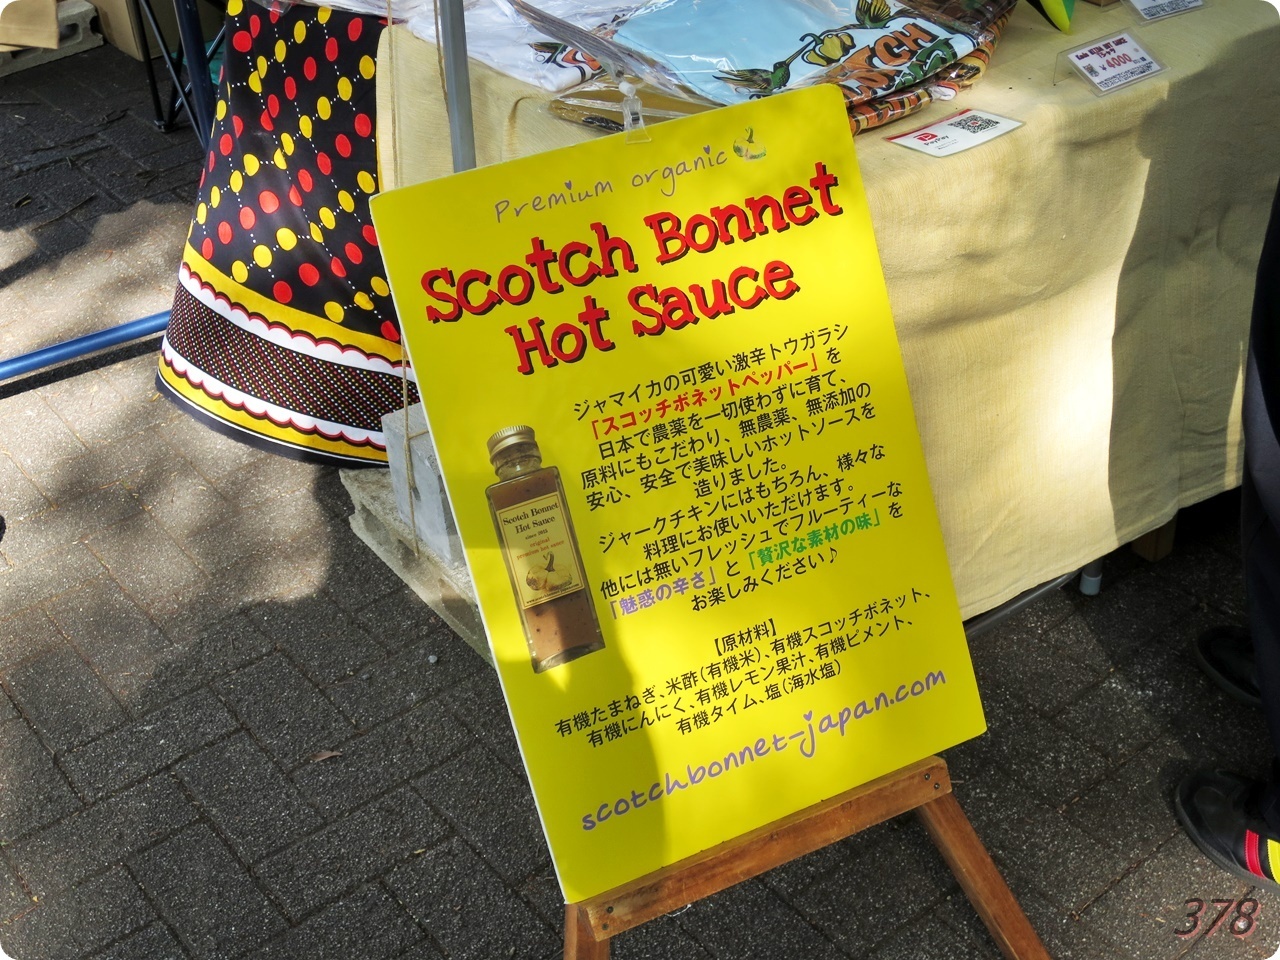 NCH
¥4000
PayPay
Premium organic
Scotch Bonnet
Hot Sauce
ジャマイカの可愛い激辛トウガラシ
「スコッチボネットペッパー」を
日本で農薬を一切使わずに育て、
原料にもこだわり、無農薬、無添加の
安心、安全で美味しいホットソースを
造りました。
ジャークチキンにはもちろん、様々な
料理にお使いいただけます。
他には無いフレッシュでフルーティーな
「魅惑の辛さ」と「贅沢な素材の味」を
お楽しみください♪
Scotch Bonnet
Hot Sauce
since 2015
original
premium hot sauce
【原材料】
有機たまねぎ、米酢(有機米)、有機スコッチボネット、
有機にんにく、有機レモン果汁、有機ピメント、
有機タイム、塩(海水塩)
scotchbonnet-japan.com
378